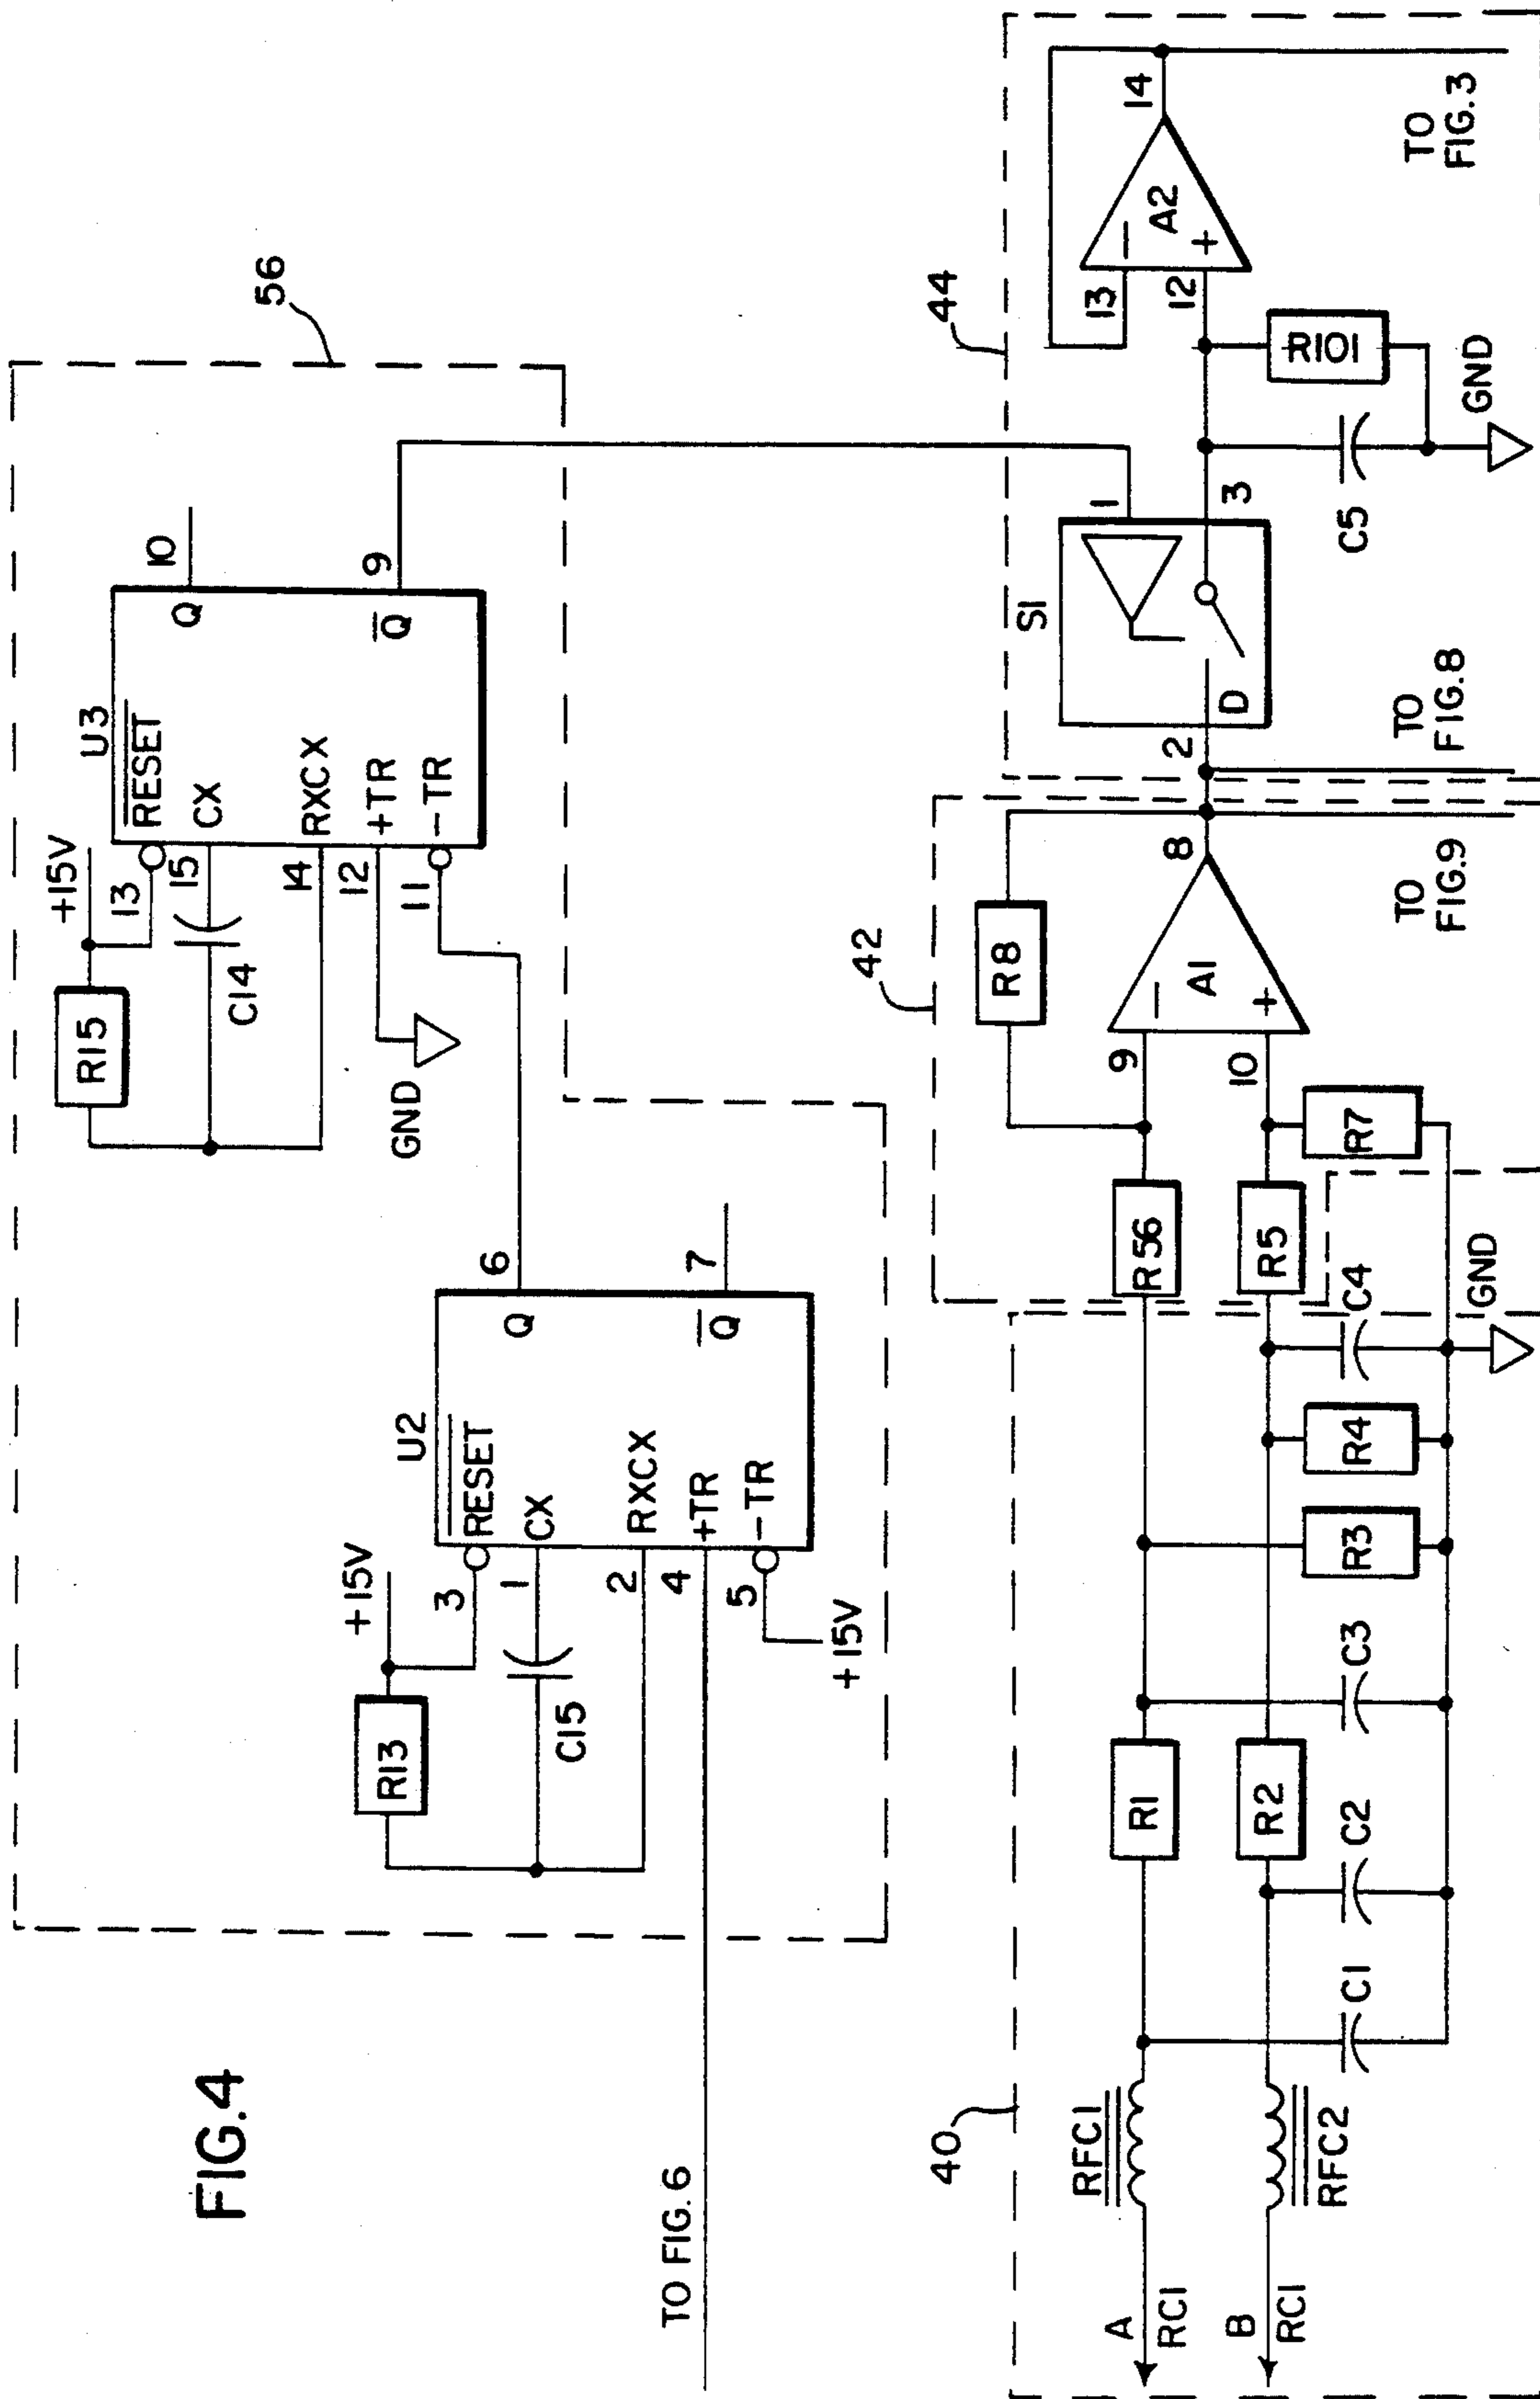 FIG.4
56
U3
+15V
R15
13
RESET
Q
10
C14
15
CX
14
RXCX
12
+TR
Q
9
GND
11
-TR
U2
+15V
R13
3
RESET
Q
6
C15
1
CX
2
RXCX
4
+TR
Q
7
5
-TR
+15V
TO FIG. 6
40
42
44
RFC1
A
RC1
R1
R56
R8
9
−
A1
8
S1
1
13
−
A2
14
B
RC1
RFC2
R2
R5
10
+
2
D
3
12
+
C1
C2
C3
R3
R4
C4
R7
C5
R101
GND
GND
TO
FIG.9
TO
FIG.8
TO
FIG.3